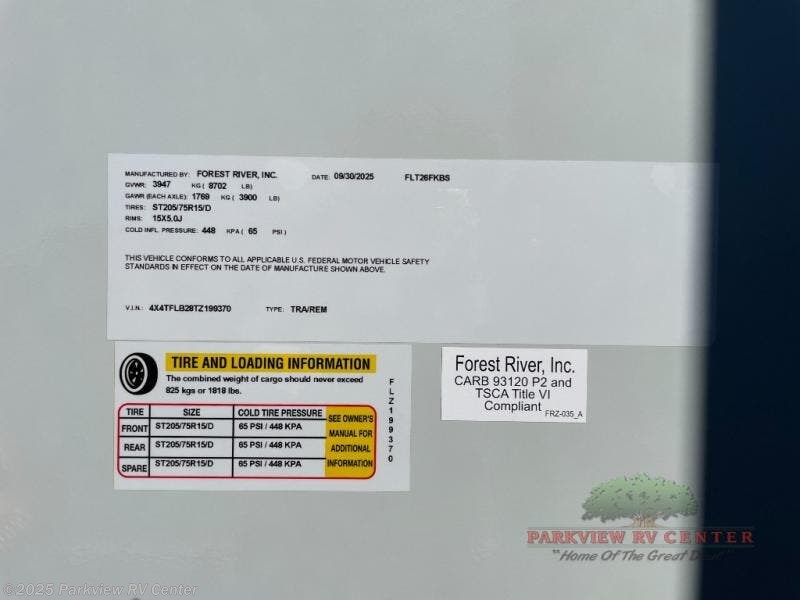 MANUFACTURED BY: FOREST RIVER, INC. DATE: 09/30/2025 FLT26FKBS
GVWR: 3947 KG ( 8702 LB)
GAWR (EACH AXLE): 1769 KG ( 3900 LB)
TIRES: ST205/75R15/D
RIMS: 15X5.0J
COLD INFL. PRESSURE: 448 KPA ( 65 PSI )
THIS VEHICLE CONFORMS TO ALL APPLICABLE U.S. FEDERAL MOTOR VEHICLE SAFETY
STANDARDS IN EFFECT ON THE DATE OF MANUFACTURE SHOWN ABOVE.
V.I.N.: 4X4TFLB28TZ199370 TYPE: TRA/REM
TIRE AND LOADING INFORMATION
The combined weight of cargo should never exceed
825 kgs or 1818 lbs.
TIRE SIZE COLD TIRE PRESSURE SEE OWNER'S
FRONT ST205/75R15/D 65 PSI / 448 KPA MANUAL FOR
REAR ST205/75R15/D 65 PSI / 448 KPA ADDITIONAL
SPARE ST205/75R15/D 65 PSI / 448 KPA INFORMATION
FLZ199370
Forest River, Inc.
CARB 93120 P2 and
TSCA Title VI
Compliant
FRZ-035_A
PARKVIEW RV CENTER
"Home Of The Great Deal!"
©2025 Parkview RV Center